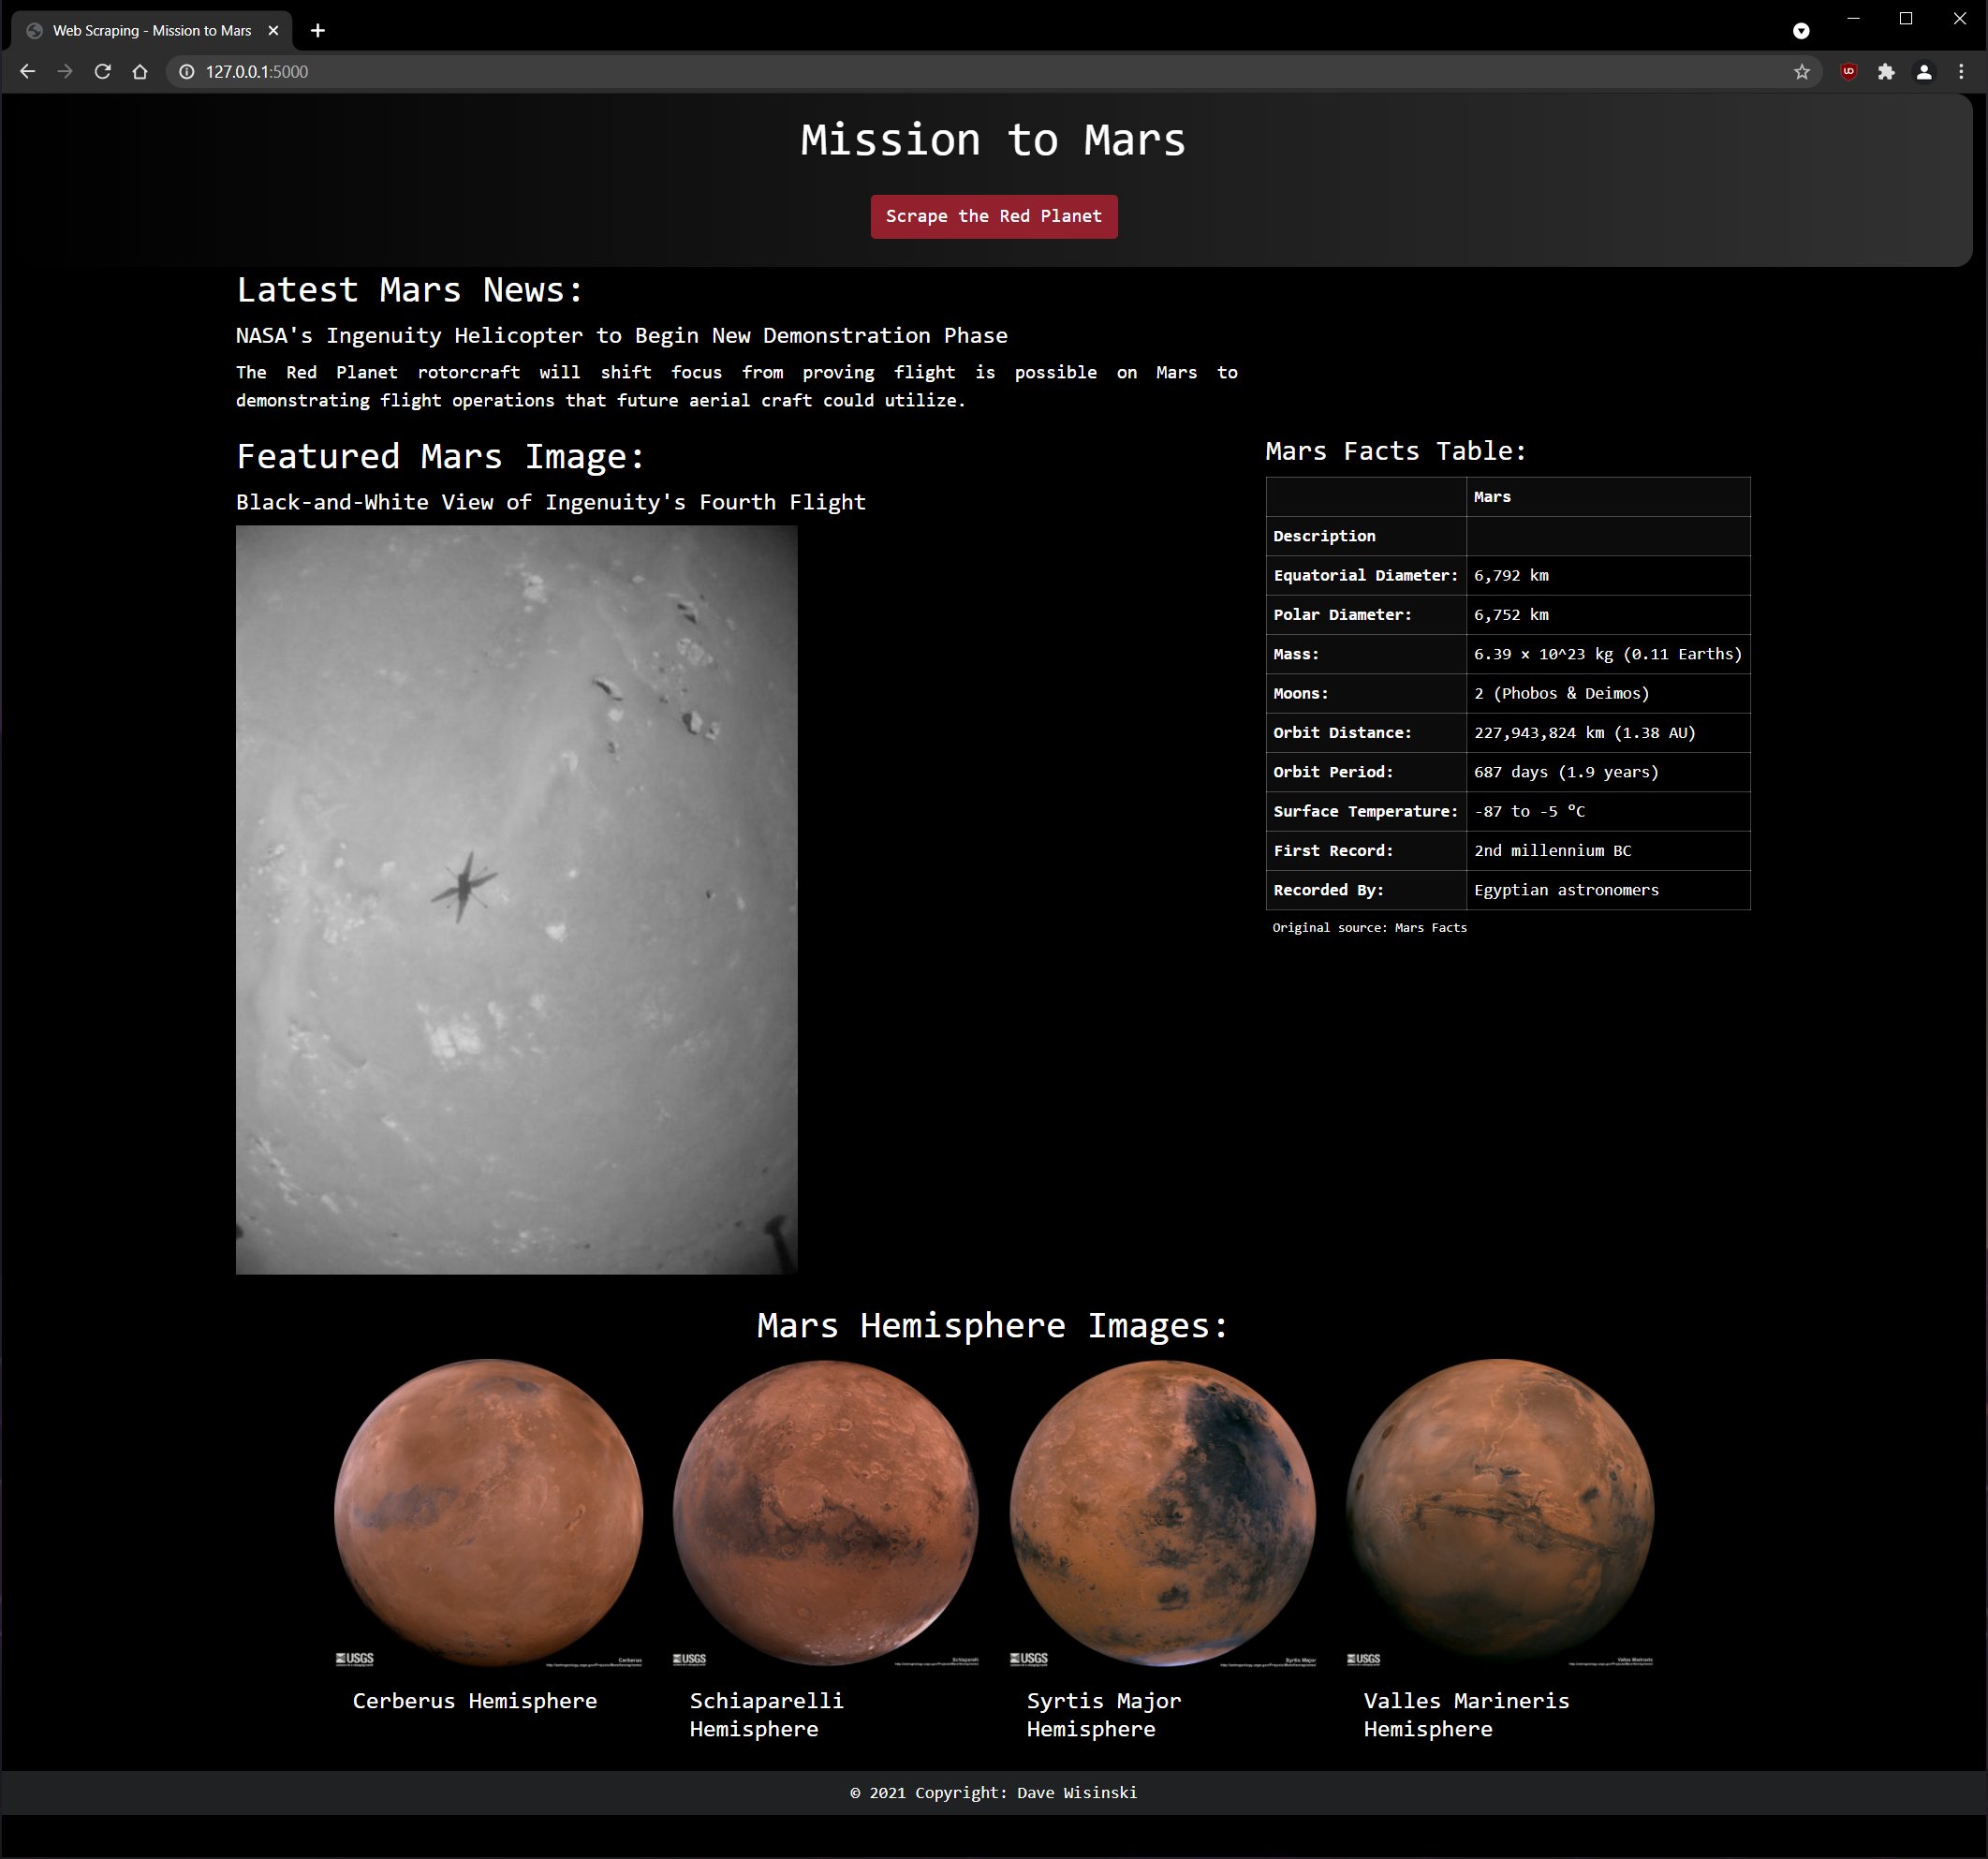 Web Scraping - Mission to Mars
127.0.0.1:5000
Mission to Mars
Scrape the Red Planet
Latest Mars News:
NASA's Ingenuity Helicopter to Begin New Demonstration Phase
The Red Planet rotorcraft will shift focus from proving flight is possible on Mars to
demonstrating flight operations that future aerial craft could utilize.
Featured Mars Image:
Black-and-White View of Ingenuity's Fourth Flight
Mars Facts Table:
Mars
Description
Equatorial Diameter: 6,792 km
Polar Diameter: 6,752 km
Mass: 6.39 × 10^23 kg (0.11 Earths)
Moons: 2 (Phobos & Deimos)
Orbit Distance: 227,943,824 km (1.38 AU)
Orbit Period: 687 days (1.9 years)
Surface Temperature: -87 to -5 °C
First Record: 2nd millennium BC
Recorded By: Egyptian astronomers
Original source: Mars Facts
Mars Hemisphere Images:
USGS
Cerberus
USGS
Schiaparelli
USGS
Syrtis Major
USGS
Valles Marineris
Cerberus Hemisphere
Schiaparelli
Hemisphere
Syrtis Major
Hemisphere
Valles Marineris
Hemisphere
© 2021 Copyright: Dave Wisinski